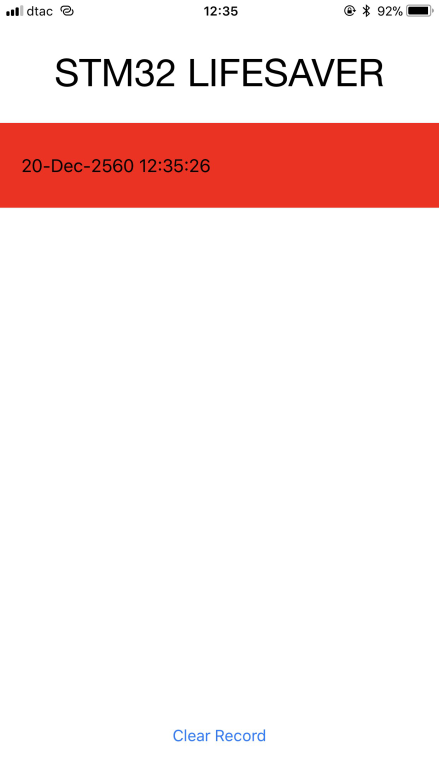 dtac 12:35 92%
STM32 LIFESAVER
20-Dec-2560 12:35:26
Clear Record